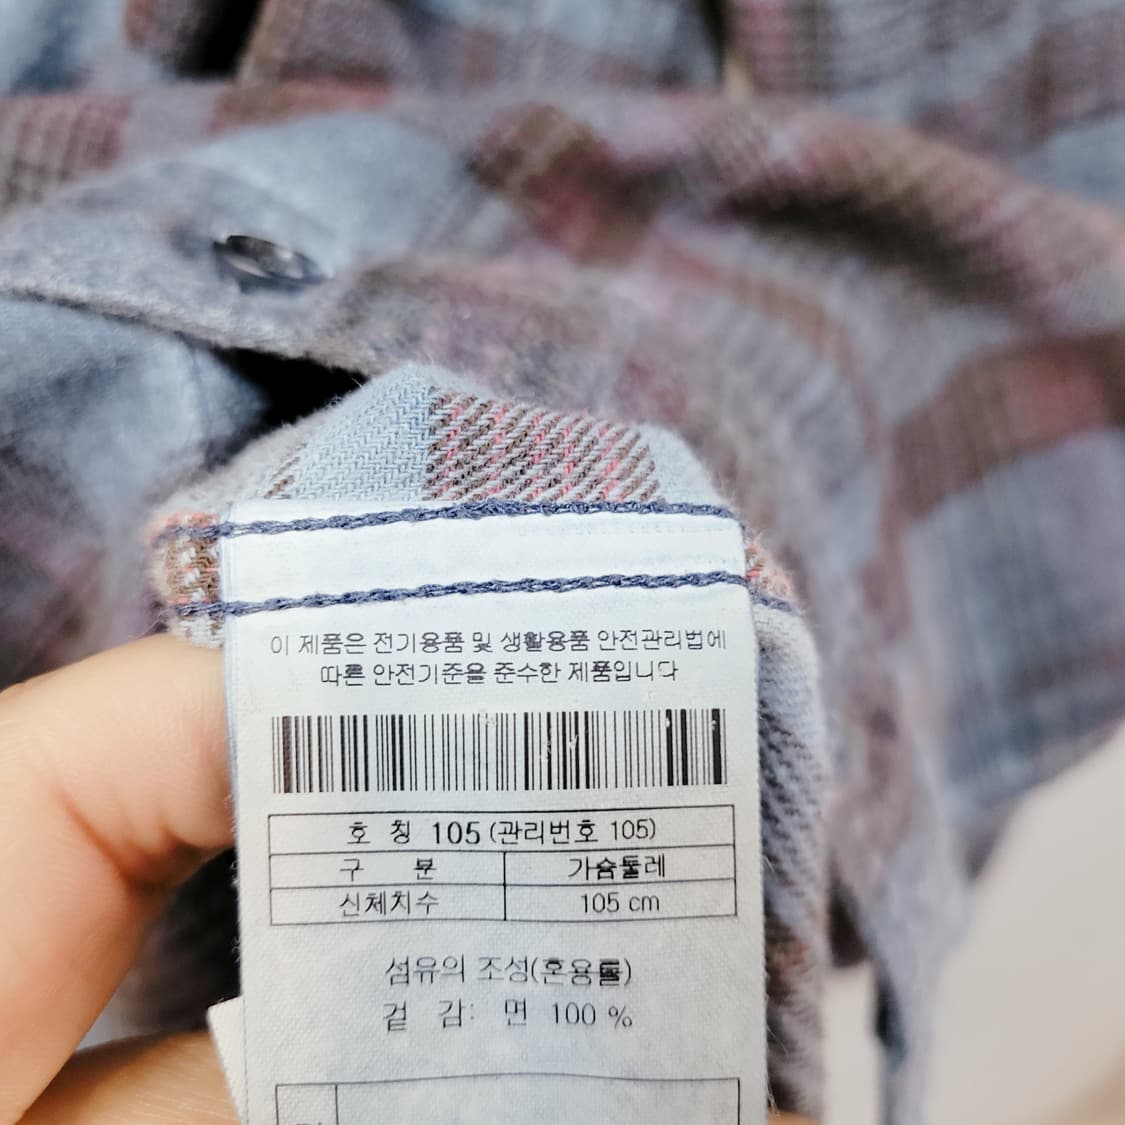 이 제품은 전기용품 및 생활용품 안전관리법에
따른 안전기준을 준수한 제품입니다
호 칭 105 (관리번호 105)
구 분 가슴둘레
신체치수 105 cm
섬유의 조성(혼용률)
겉 감: 면 100 %